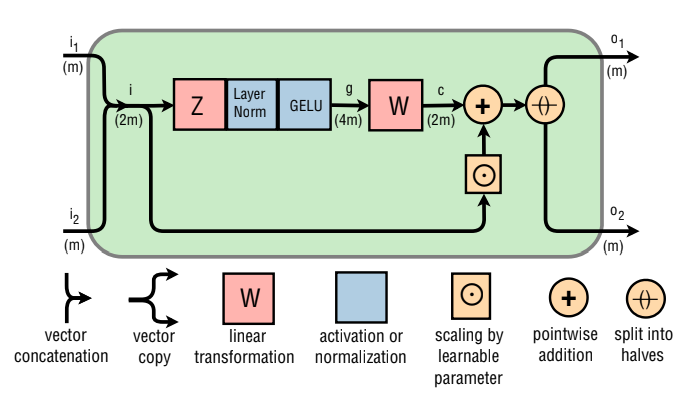 i1
(m)
i
(2m)
Z
Layer
Norm
GELU
g
(4m)
W
c
(2m)
+
o1
(m)
i2
(m)
o2
(m)
vector
concatenation
vector
copy
W
linear
transformation
activation or
normalization
scaling by
learnable
parameter
+
pointwise
addition
split into
halves